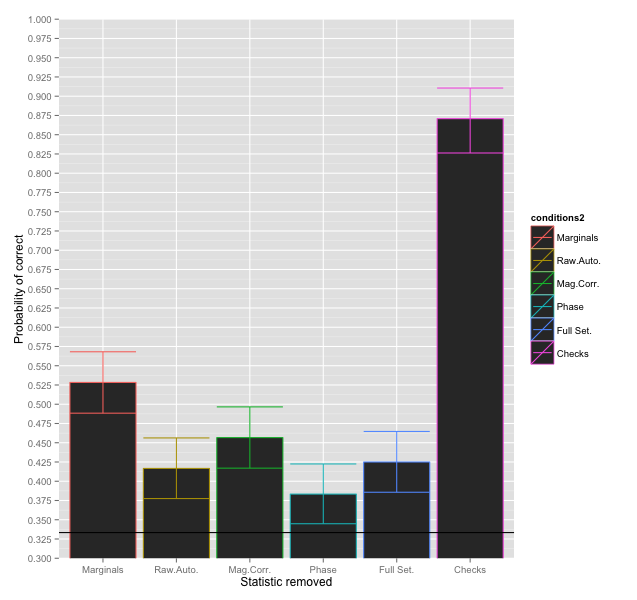 1.000
0.975
0.950
0.925
0.900
0.875
0.850
0.825
0.800
0.775
0.750
0.725
0.700
0.675
0.650
0.625
0.600
0.575
0.550
0.525
0.500
0.475
0.450
0.425
0.400
0.375
0.350
0.325
0.300
Probability of correct
Marginals Raw.Auto. Mag.Corr. Phase Full Set. Checks
Statistic removed
conditions2
Marginals
Raw.Auto.
Mag.Corr.
Phase
Full Set.
Checks